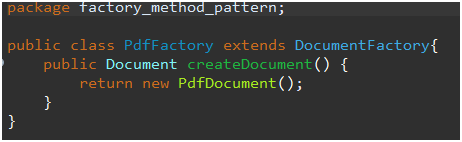 package factory_method_pattern;
public class PdfFactory extends DocumentFactory{
public Document createDocument() {
return new PdfDocument();
}
}